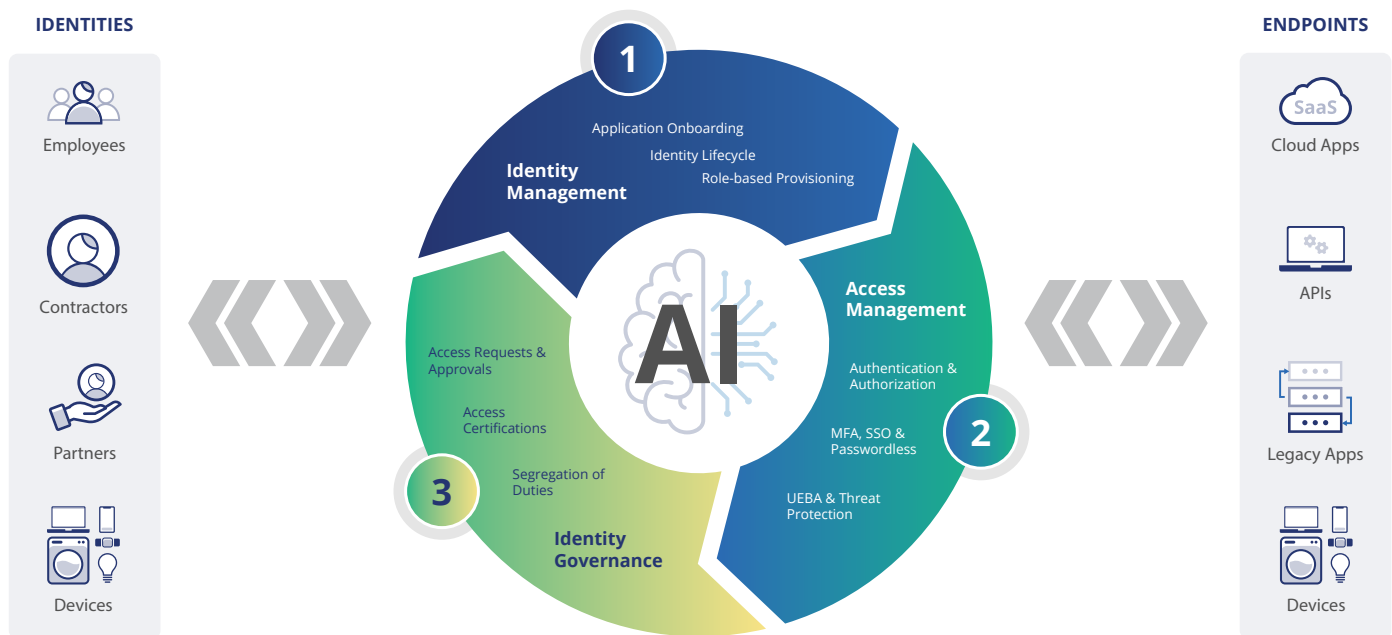 IDENTITIES
Employees
Contractors
Partners
Devices
1
Application Onboarding
Identity Lifecycle
Role-based Provisioning
Identity
Management
AI
Access
Management
Authentication &
Authorization
MFA, SSO &
Passwordless
UEBA & Threat
Protection
2
Access Requests &
Approvals
Access
Certifications
Segregation of
Duties
3
Identity
Governance
ENDPOINTS
SaaS
Cloud Apps
APIs
Legacy Apps
Devices